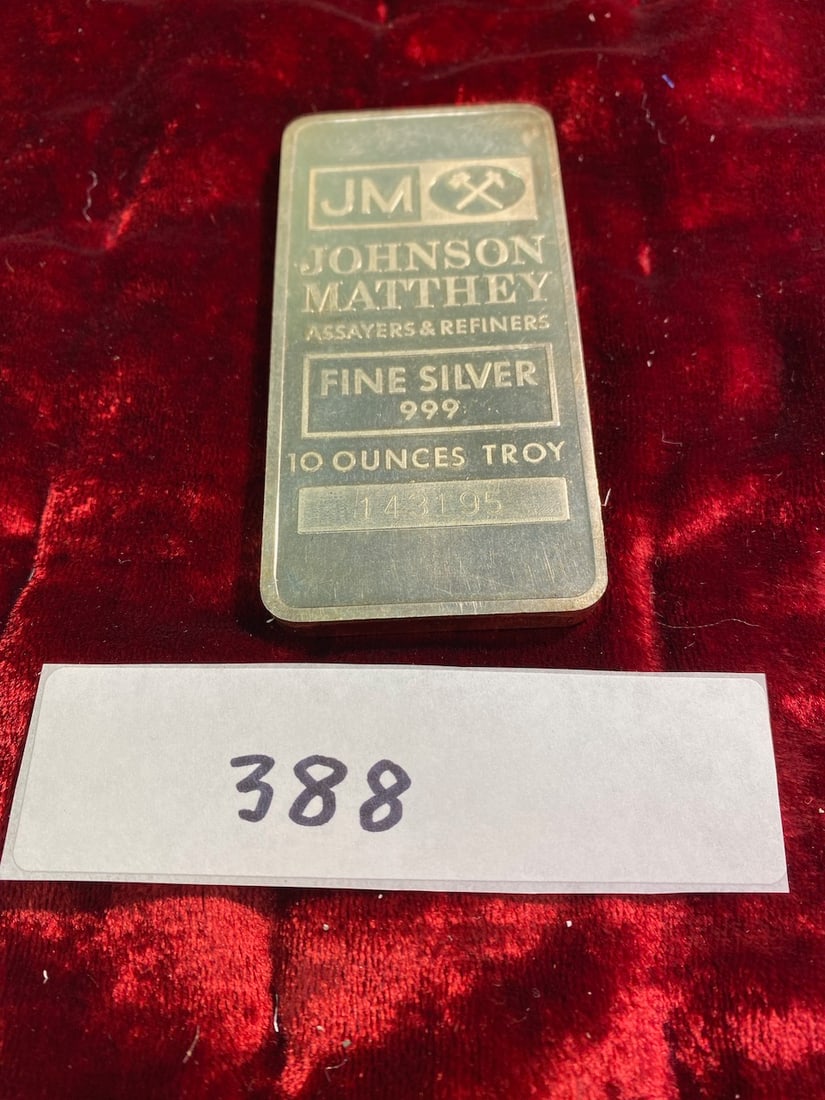 JM
JOHNSON
MATTHEY
ASSAYERS & REFINERS
FINE SILVER
999
10 OUNCES TROY
143195
388